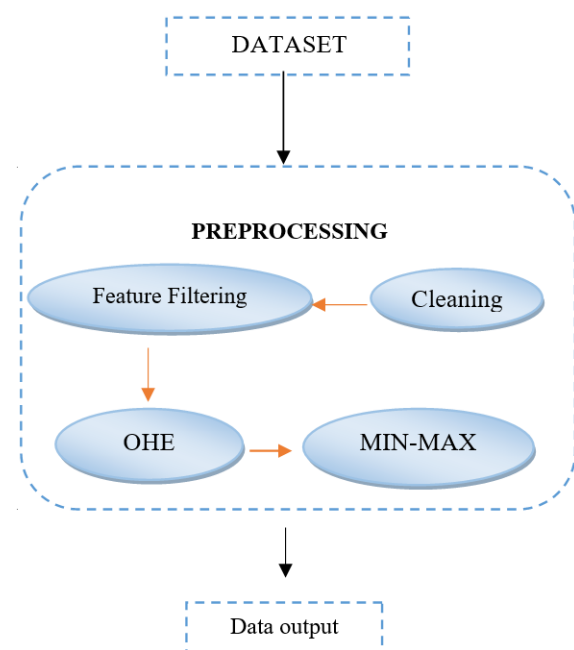 DATASET
PREPROCESSING
Feature Filtering
Cleaning
OHE
MIN-MAX
Data output